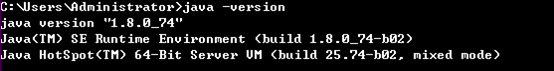 C:\Users\Administrator>java -version
java version "1.8.0_74"
Java(TM) SE Runtime Environment (build 1.8.0_74-b02)
Java HotSpot(TM) 64-Bit Server VM (build 25.74-b02, mixed mode)